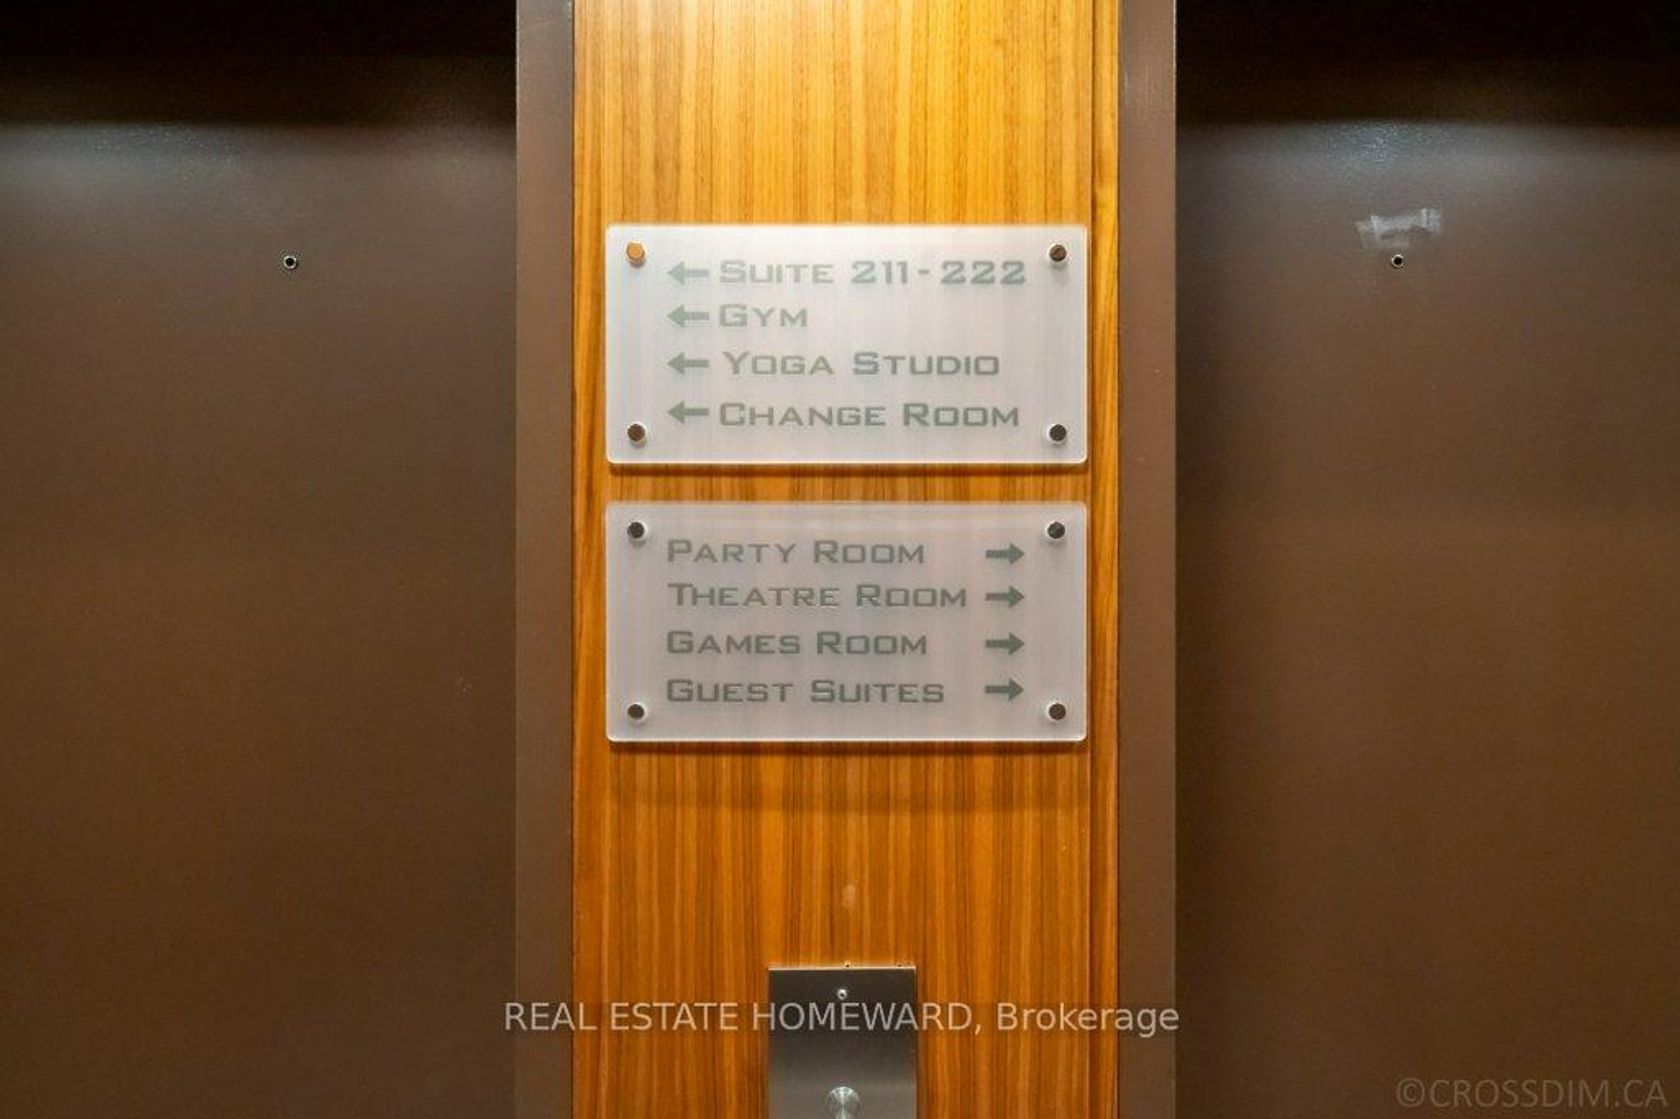 ← SUITE 211-222
← GYM
← YOGA STUDIO
← CHANGE ROOM
PARTY ROOM →
THEATRE ROOM →
GAMES ROOM →
GUEST SUITES →
REAL ESTATE HOMEWARD, Brokerage
©CROSSDIM.CA